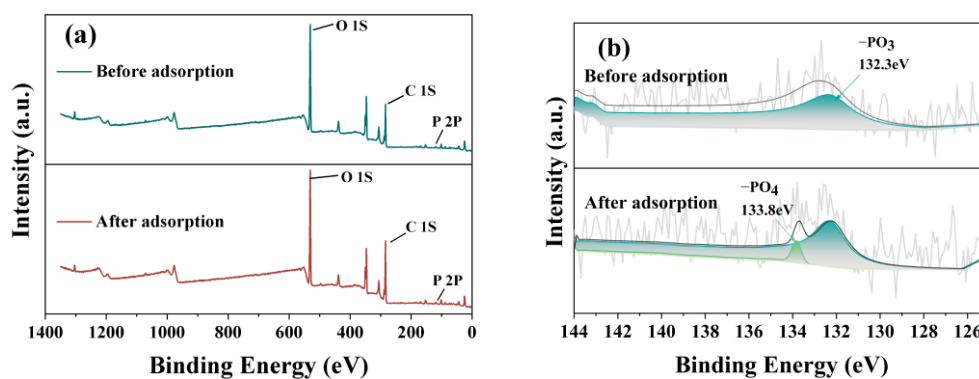 (a)
O 1S
Before adsorption
C 1S
P 2P
O 1S
After adsorption
C 1S
P 2P
Intensity (a.u.)
1400 1200 1000 800 600 400 200 0
Binding Energy (eV)
(b)
−PO3
132.3eV
Before adsorption
−PO4
133.8eV
After adsorption
Intensity (a.u.)
144 142 140 138 136 134 132 130 128 126
Binding Energy (eV)